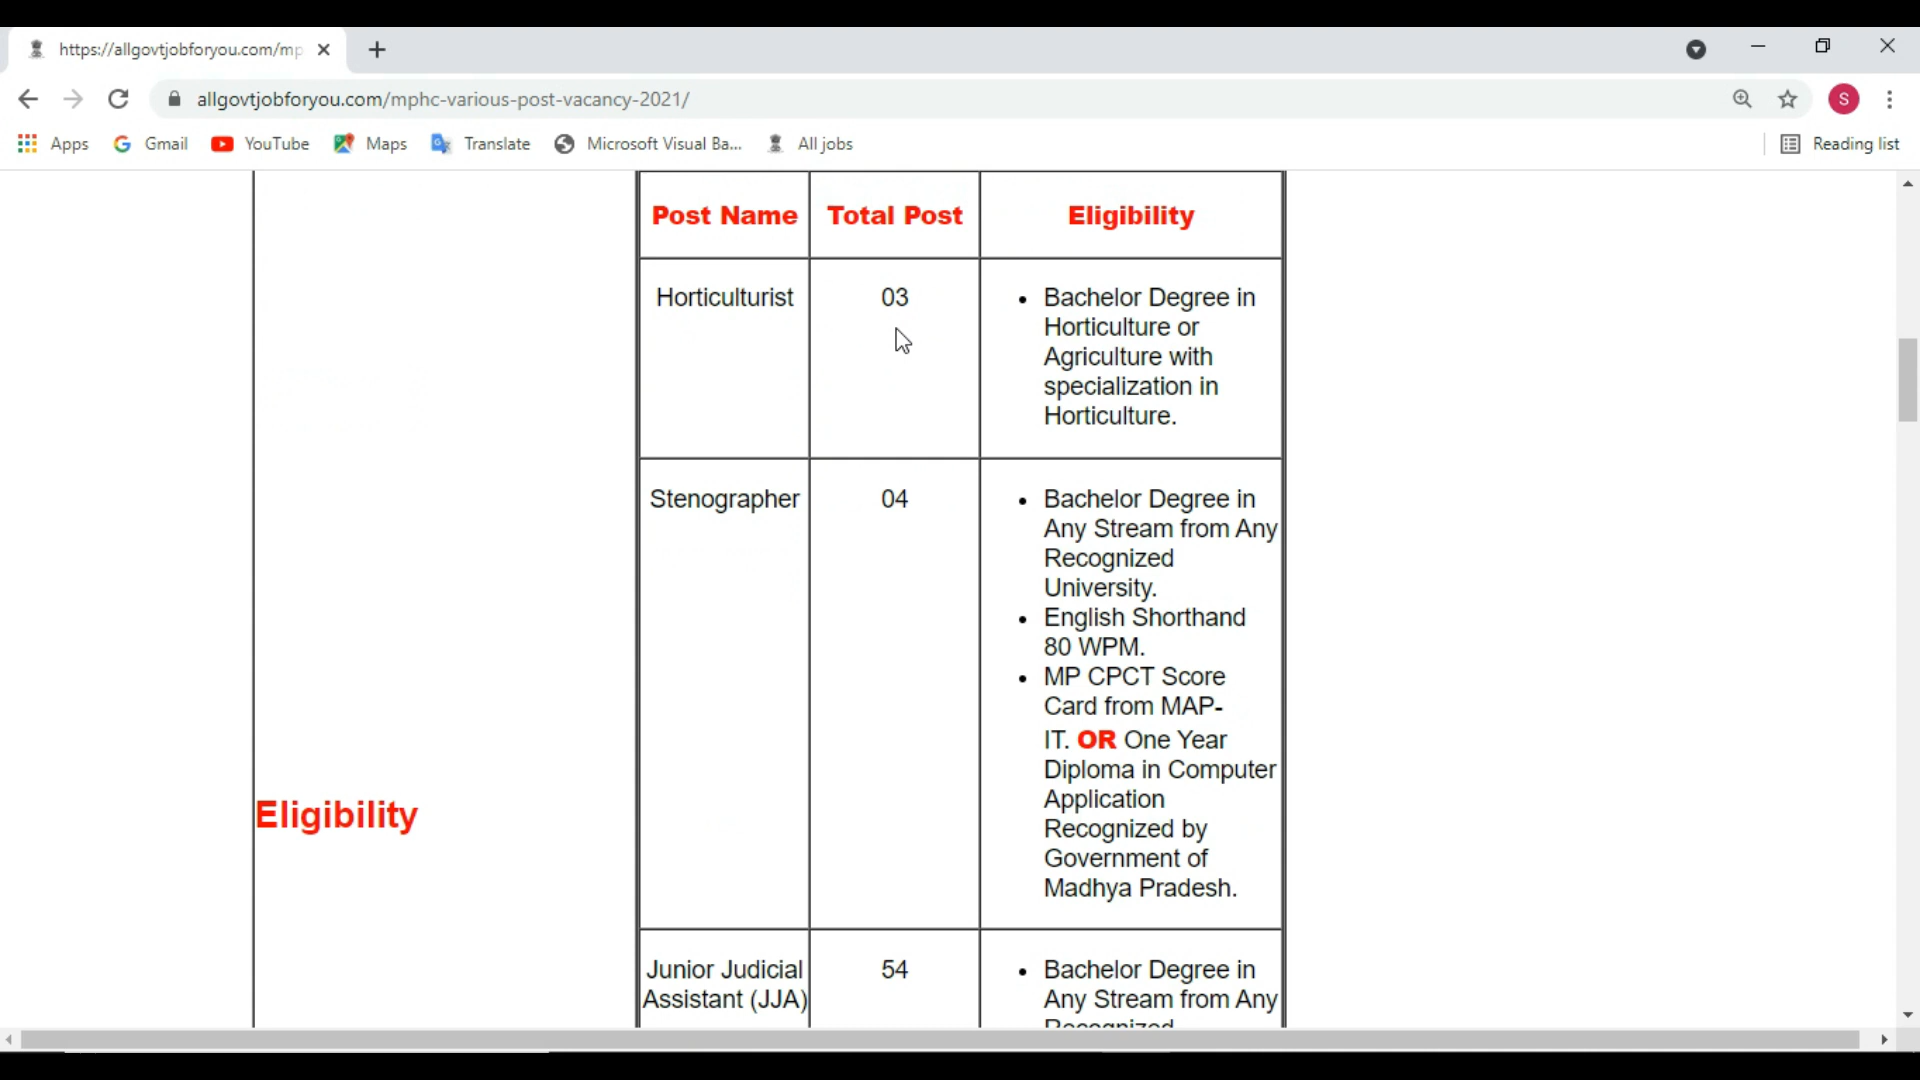 https://allgovtjobforyou.com/mp
allgovtjobforyou.com/mphc-various-post-vacancy-2021/
S
Apps
Gmail
YouTube
Maps
Translate
Microsoft Visual Ba...
All jobs
Reading list
Post Name
Total Post
Eligibility
Horticulturist
03
• Bachelor Degree in
Horticulture or
Agriculture with
specialization in
Horticulture.
Stenographer
04
• Bachelor Degree in
Any Stream from Any
Recognized
University.
• English Shorthand
80 WPM.
• MP CPCT Score
Card from MAP-
IT. OR One Year
Diploma in Computer
Application
Recognized by
Government of
Madhya Pradesh.
Eligibility
Junior Judicial
Assistant (JJA)
54
• Bachelor Degree in
Any Stream from Any
Recognized